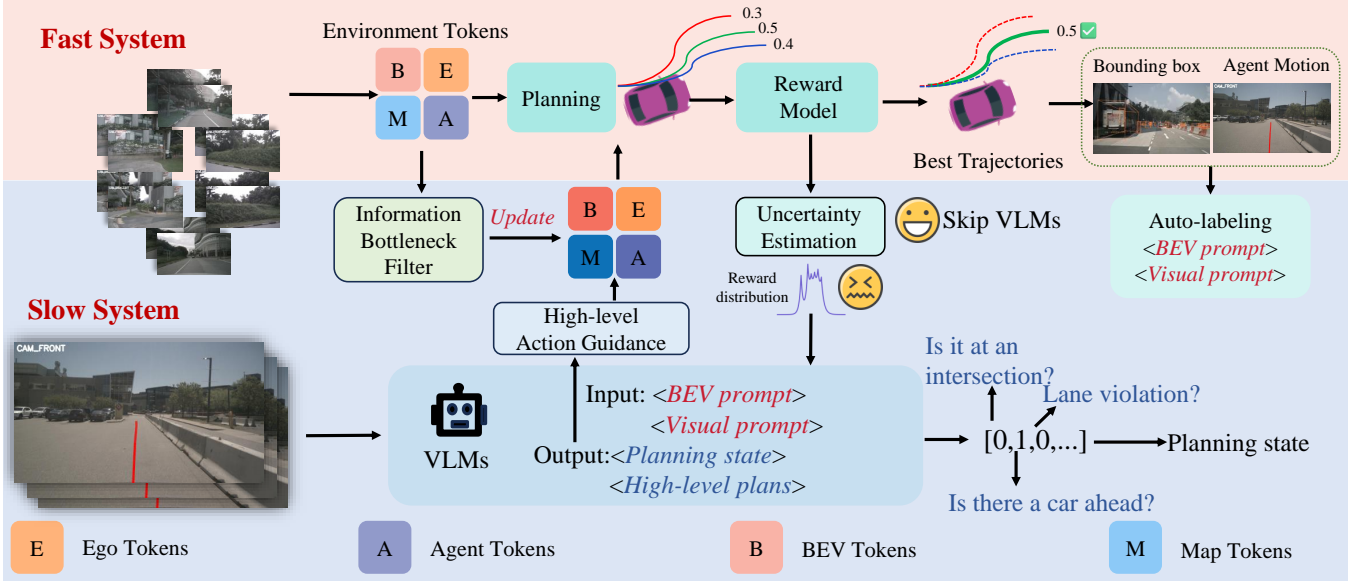 Fast System
Environment Tokens
B
E
M
A
Planning
0.3
0.5
0.4
Reward
Model
0.5
Best Trajectories
Bounding box
Agent Motion
CAM_FRONT
Information
Bottleneck
Filter
Update
B
E
M
A
Uncertainty
Estimation
Skip VLMs
Reward
distribution
Auto-labeling
<BEV prompt>
<Visual prompt>
Slow System
CAM_FRONT
High-level
Action Guidance
VLMs
Input: <BEV prompt>
<Visual prompt>
Output:<Planning state>
<High-level plans>
Is it at an
intersection?
Lane violation?
[0,1,0,...]
Planning state
Is there a car ahead?
E
Ego Tokens
A
Agent Tokens
B
BEV Tokens
M
Map Tokens